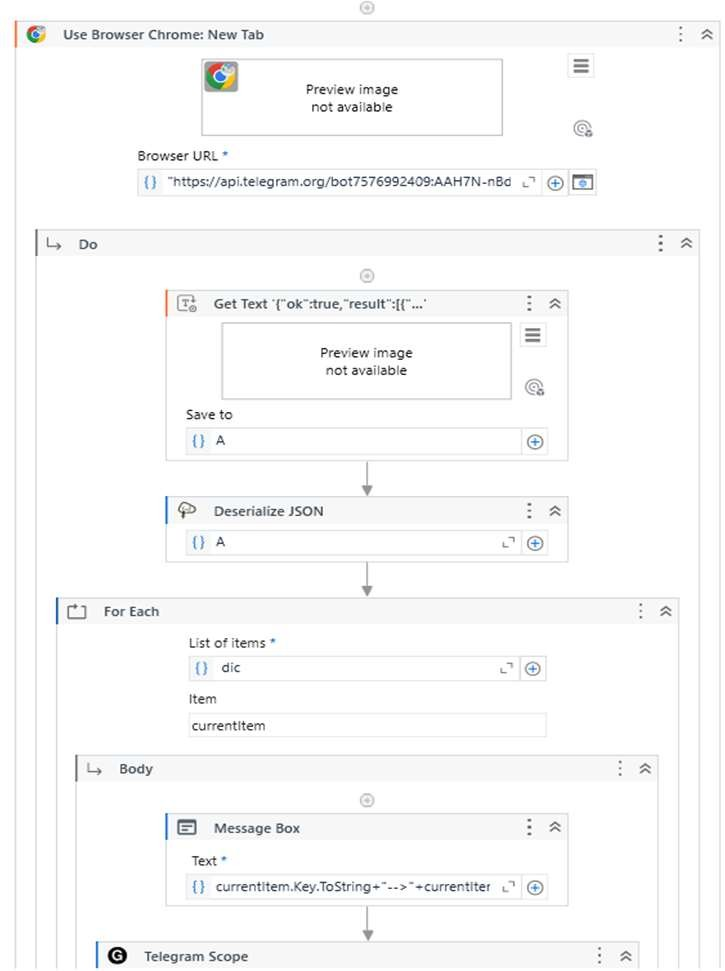 Use Browser Chrome: New Tab
Preview image
not available
Browser URL *
"https://api.telegram.org/bot7576992409:AAH7N-nBd
Do
Get Text '{"ok":true,"result":[{"...'
Preview image
not available
Save to
{} A
Deserialize JSON
{} A
For Each
List of items *
{} dic
Item
currentItem
Body
Message Box
Text *
{} currentItem.Key.ToString+"-->"+currentIter
Telegram Scope